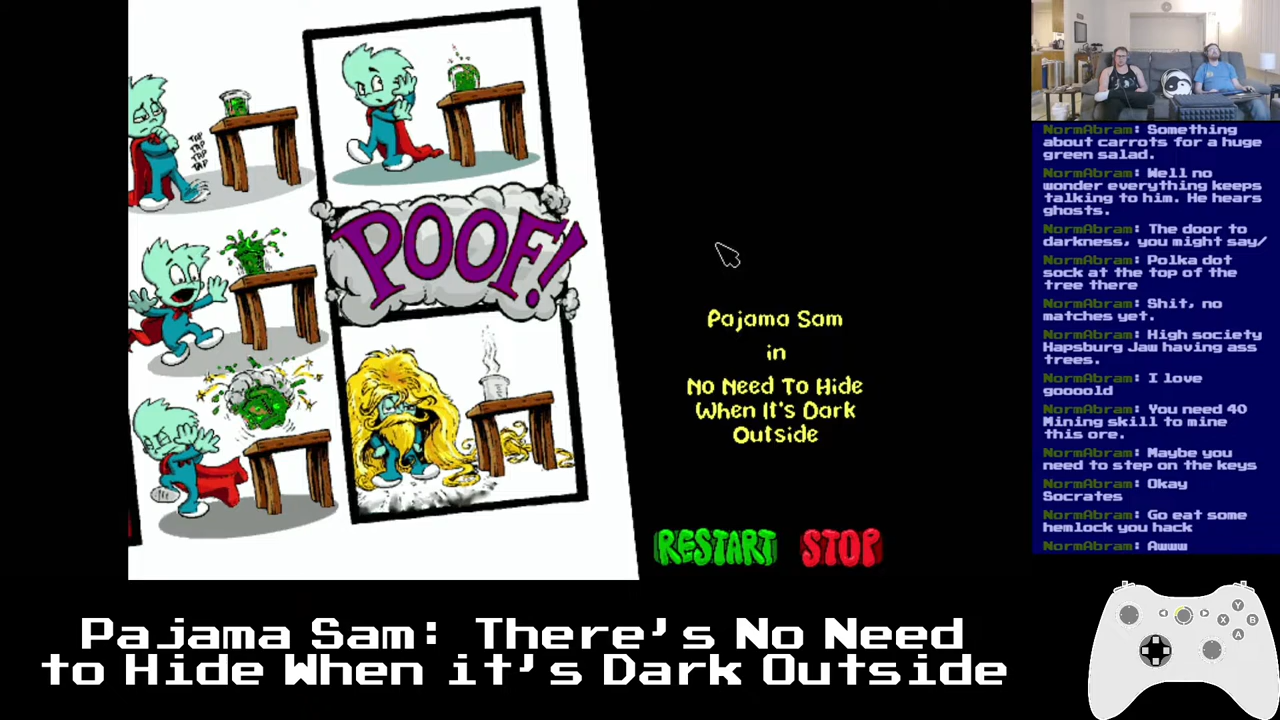 TAP
TAP
TAP
TAP
POOF!
Pajama Sam
in
No Need To Hide
When It's Dark
Outside
RESTART STOP
NormAbram: Something
about carrots for a huge
green salad.
NormAbram: Well no
wonder everything keeps
talking to him. He hears
ghosts.
NormAbram: The door to
darkness, you might say/
NormAbram: Polka dot
sock at the top of the
tree there
NormAbram: Shit, no
matches yet.
NormAbram: High society
Hapsburg Jaw having ass
trees.
NormAbram: I love
goooold
NormAbram: You need 40
Mining skill to mine
this ore.
NormAbram: Maybe you
need to step on the keys
NormAbram: Okay
Socrates
NormAbram: Go eat some
hemlock you hack
NormAbram: Awww
Pajama Sam: There's No Need
to Hide When it's Dark Outside
Y
X B
A